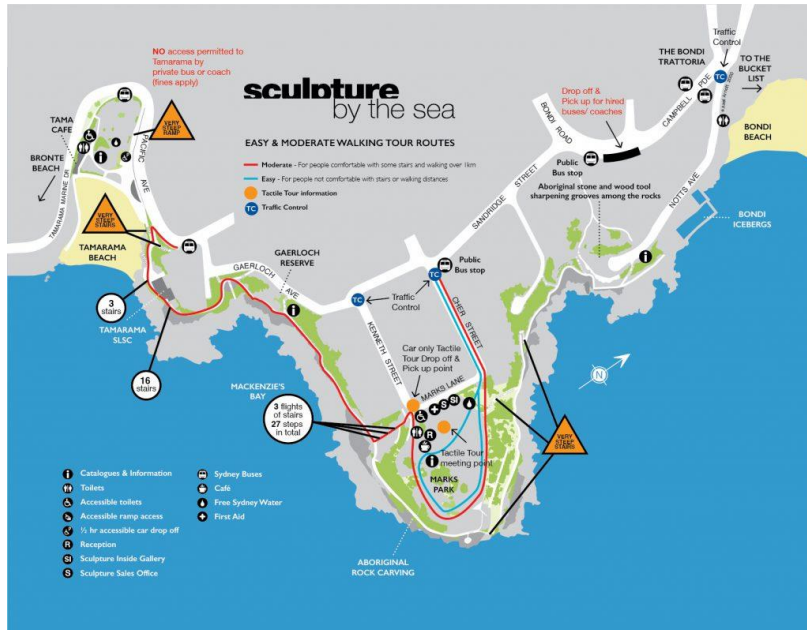 NO access permitted to
Tamarama by
private bus or coach
(fines apply)
sculpture
by the sea
EASY & MODERATE WALKING TOUR ROUTES
Moderate - For people comfortable with some stairs and walking over 1km
Easy - For people not comfortable with stairs or walking distances
Tactile Tour information
TC Traffic Control
THE BONDI
TRATTORIA
Traffic
Control
TC
TO THE
BUCKET
LIST
CAMPBELL PDE
BONDI
BEACH
Drop off &
Pick up for hired
buses/ coaches
BONDI ROAD
Public
Bus stop
Aboriginal stone and wood tool
sharpening grooves among the rocks
NOTTS AVE
BONDI
ICEBERGS
SANDRIDGE STREET
TAMA
CAFE
BRONTE
BEACH
TAMARAMA MARINE DR
PACIFIC AVE
VERY
STEEP
RAMP
VERY
STEEP
STAIRS
TAMARAMA
BEACH
3
stairs
TAMARAMA
SLSC
16
stairs
GAERLOCH AVE
GAERLOCH
RESERVE
MACKENZIE'S
BAY
3 flights
of stairs
27 steps
in total
TC
Traffic
Control
TC
Public
Bus stop
KENNETH STREET
CHER STREET
Car only Tactile
Tour Drop off &
Pick up point
MARKS LANE
S
SI
R
Tactile Tour
meeting point
MARKS
PARK
ABORIGINAL
ROCK CARVING
VERY
STEEP
STAIRS
N
Catalogues & Information
Toilets
Accessible toilets
Accessible ramp access
½ hr accessible car drop off
R Reception
SI Sculpture Inside Gallery
S Sculpture Sales Office
Sydney Buses
Café
Free Sydney Water
First Aid